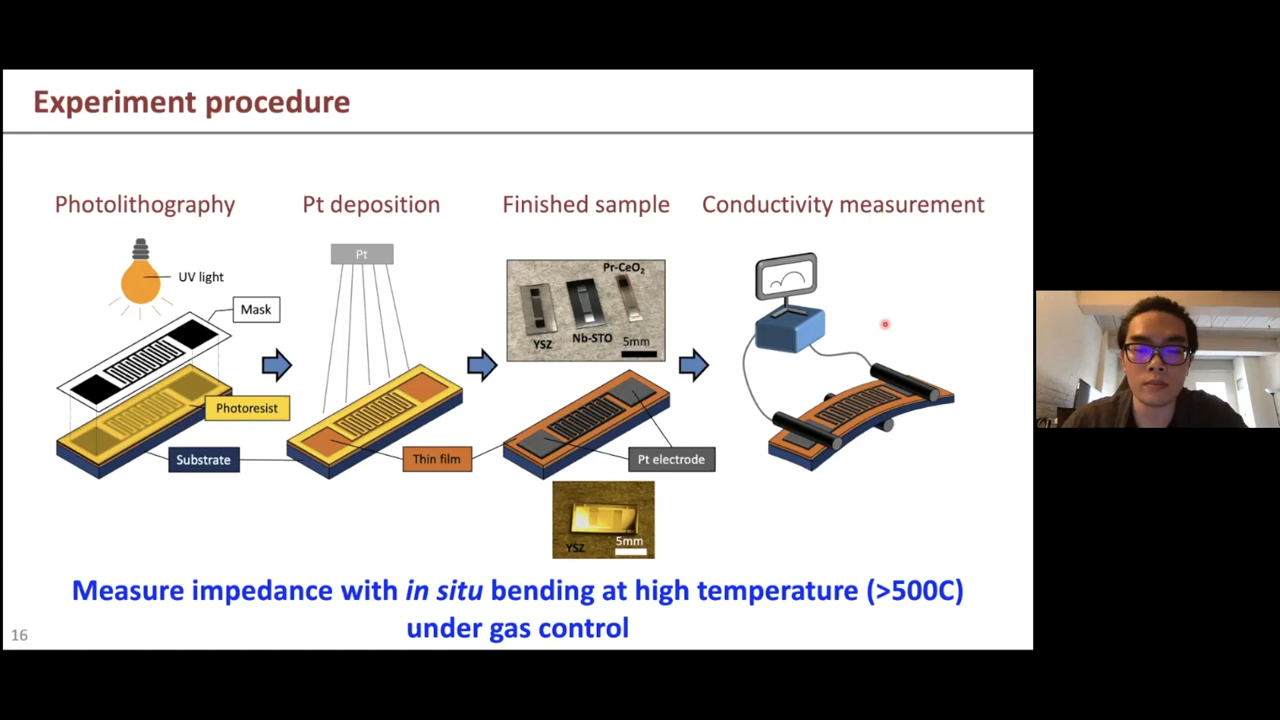 Experiment procedure
Photolithography
Pt deposition
Finished sample
Conductivity measurement
UV light
Mask
Photoresist
Substrate
Pt
Thin film
Pr-CeO₂
YSZ
Nb-STO
5mm
Pt electrode
5mm
YSZ
Measure impedance with in situ bending at high temperature (>500C)
under gas control
16